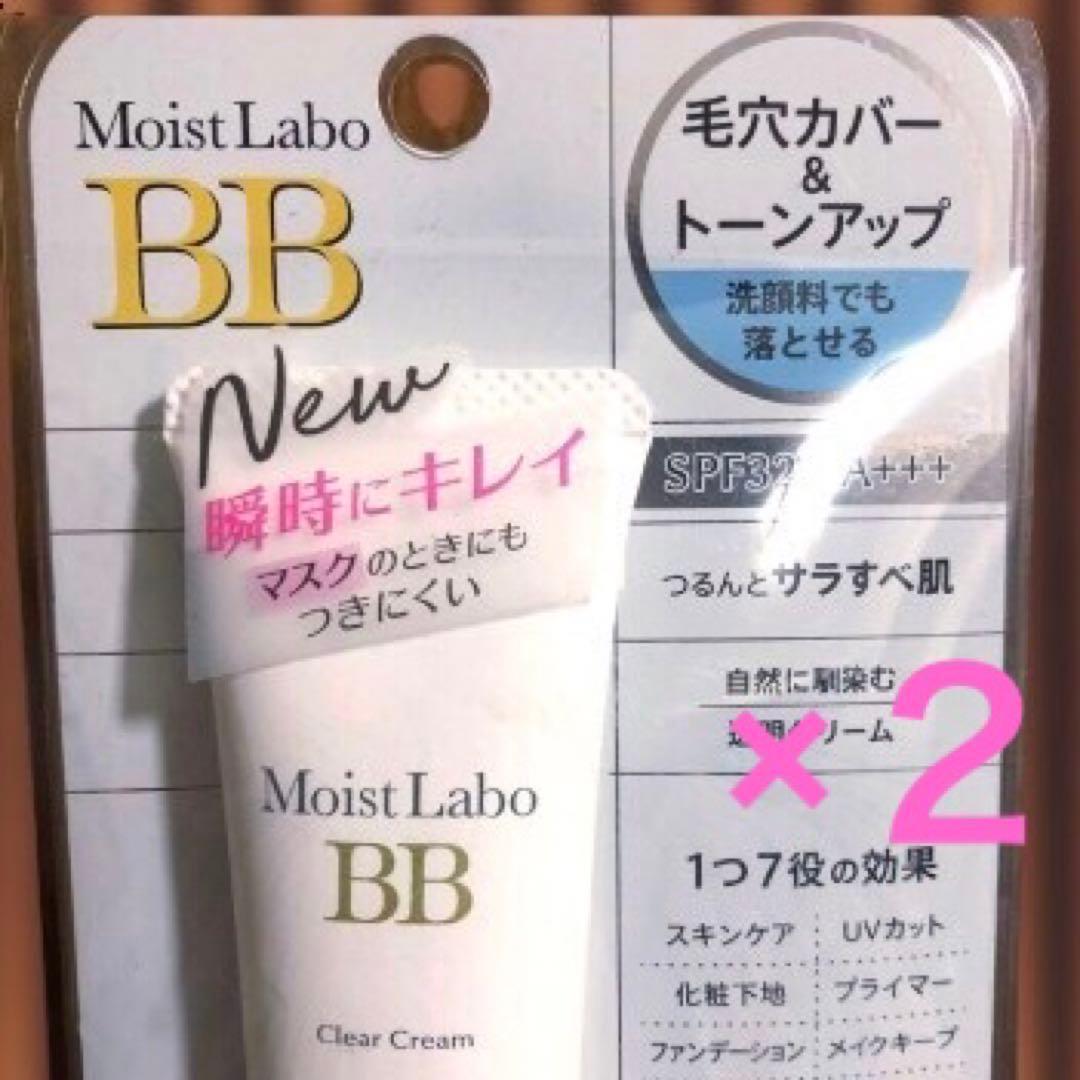 Moist Labo
BB
New
瞬時にキレイ
マスクのときにも
つきにくい
Moist Labo
BB
Clear Cream
毛穴カバー
&
トーンアップ
洗顔料でも
落とせる
SPF32 A+++
つるんとサラすべ肌
自然に馴染む
クリーム
×2
1つ7役の効果
スキンケア
UVカット
化粧下地
プライマー
ファンデーション
メイクキープ